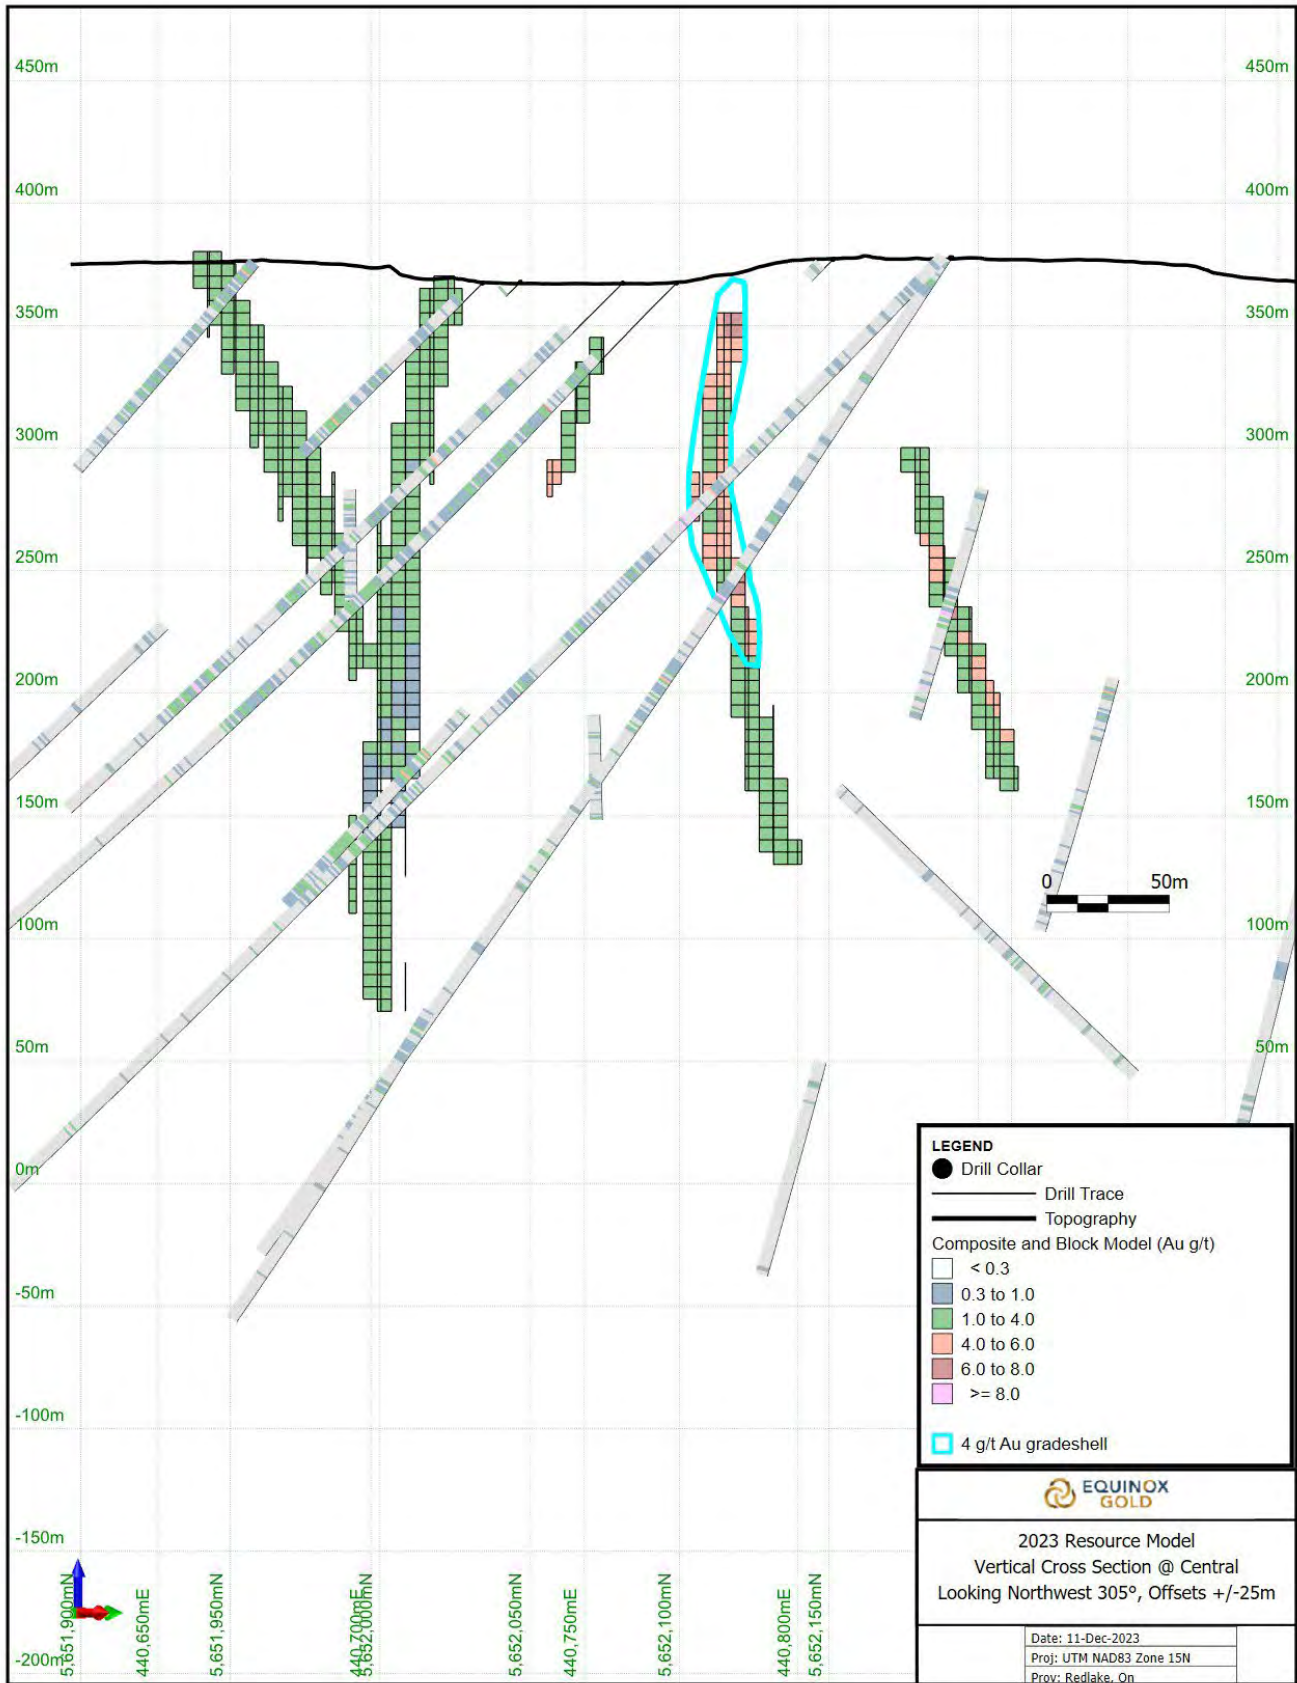 450m 450m
400m 400m
350m 350m
300m 300m
250m 250m
200m 200m
150m 150m
0 50m
100m 100m
50m 50m
0m
-50m
-100m
-150m
-200m
LEGEND
Drill Collar
Drill Trace
Topography
Composite and Block Model (Au g/t)
< 0.3
0.3 to 1.0
1.0 to 4.0
4.0 to 6.0
6.0 to 8.0
>= 8.0
4 g/t Au gradeshell
EQUINOX
GOLD
2023 Resource Model
Vertical Cross Section @ Central
Looking Northwest 305°, Offsets +/-25m
Date: 11-Dec-2023
Proj: UTM NAD83 Zone 15N
Prov: Redlake, On
5,651,900mN
440,650mE
5,651,950mN
440,700mE
5,652,000mN
5,652,050mN
440,750mE
5,652,100mN
440,800mE
5,652,150mN